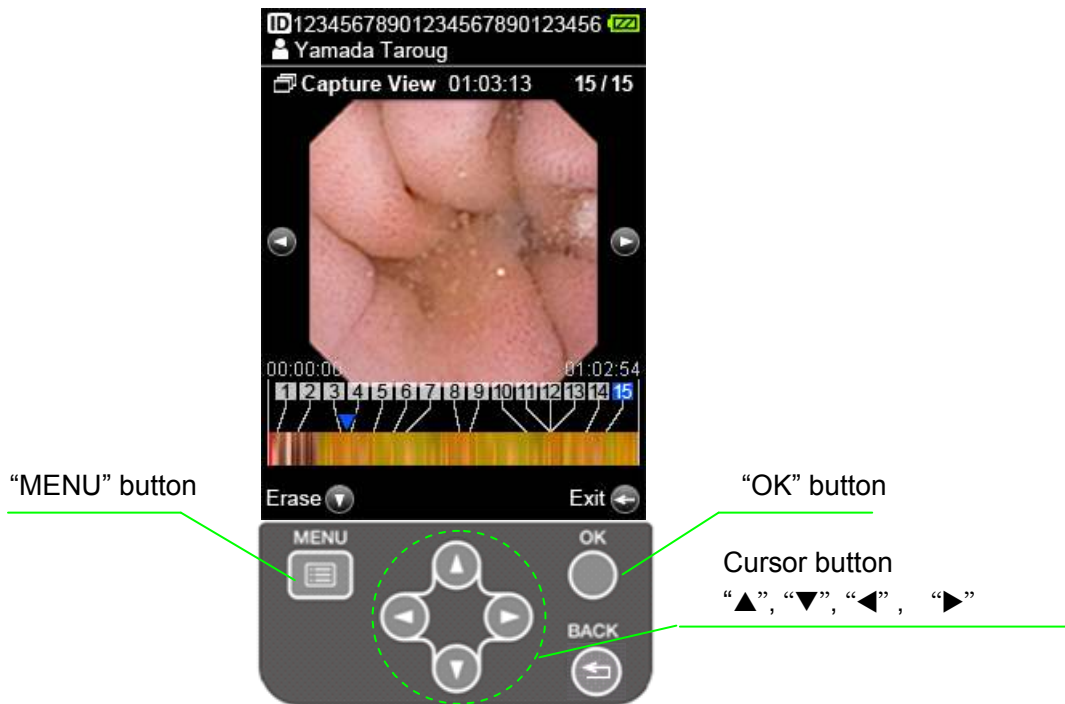 ID 12345678901234567890123456
Yamada Taroug
Capture View 01:03:13 15/15
00:00:00 01:02:54
1 2 3 4 5 6 7 8 9 10 11 12 13 14 15
Erase Exit
“MENU” button
“OK” button
MENU
OK
Cursor button
“▲”, “▼”, “◀” , “▶”
BACK